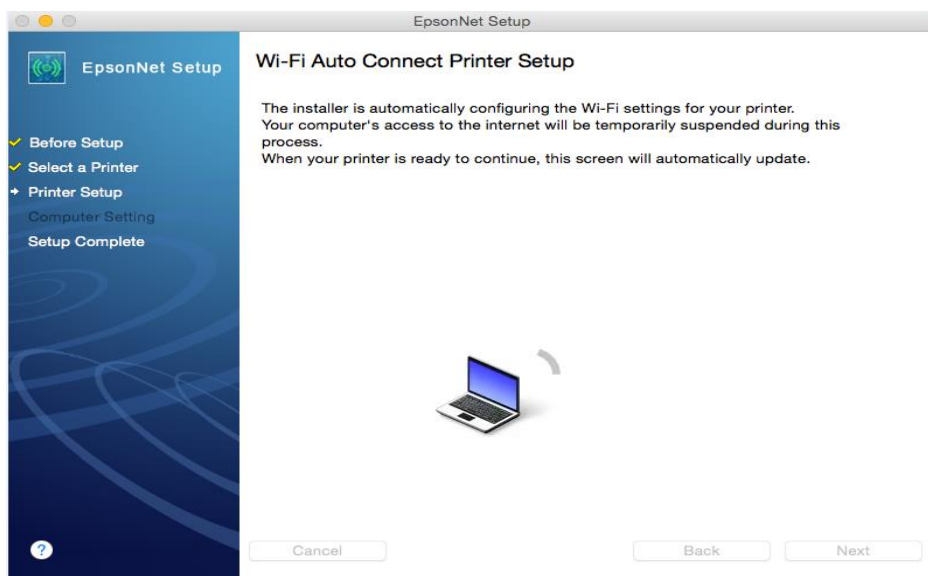 EpsonNet Setup
EpsonNet Setup
Before Setup
Select a Printer
Printer Setup
Computer Setting
Setup Complete
Wi-Fi Auto Connect Printer Setup
The installer is automatically configuring the Wi-Fi settings for your printer.
Your computer's access to the internet will be temporarily suspended during this
process.
When your printer is ready to continue, this screen will automatically update.
?
Cancel
Back
Next